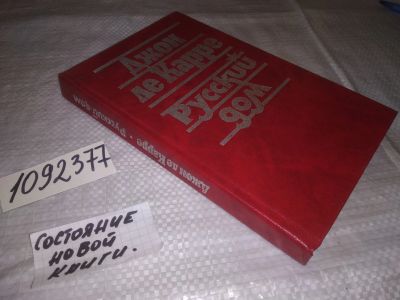 Джон
ле Карре
Русский
дом
Джон ле Карре • Русский дом
1092377
СОСТОЯНИЕ
НОВОЙ
КНИГИ.